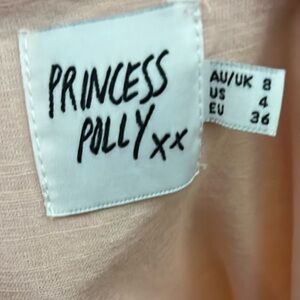 PRINCESS
POLLY xx
AU/UK 8
US 4
EU 36